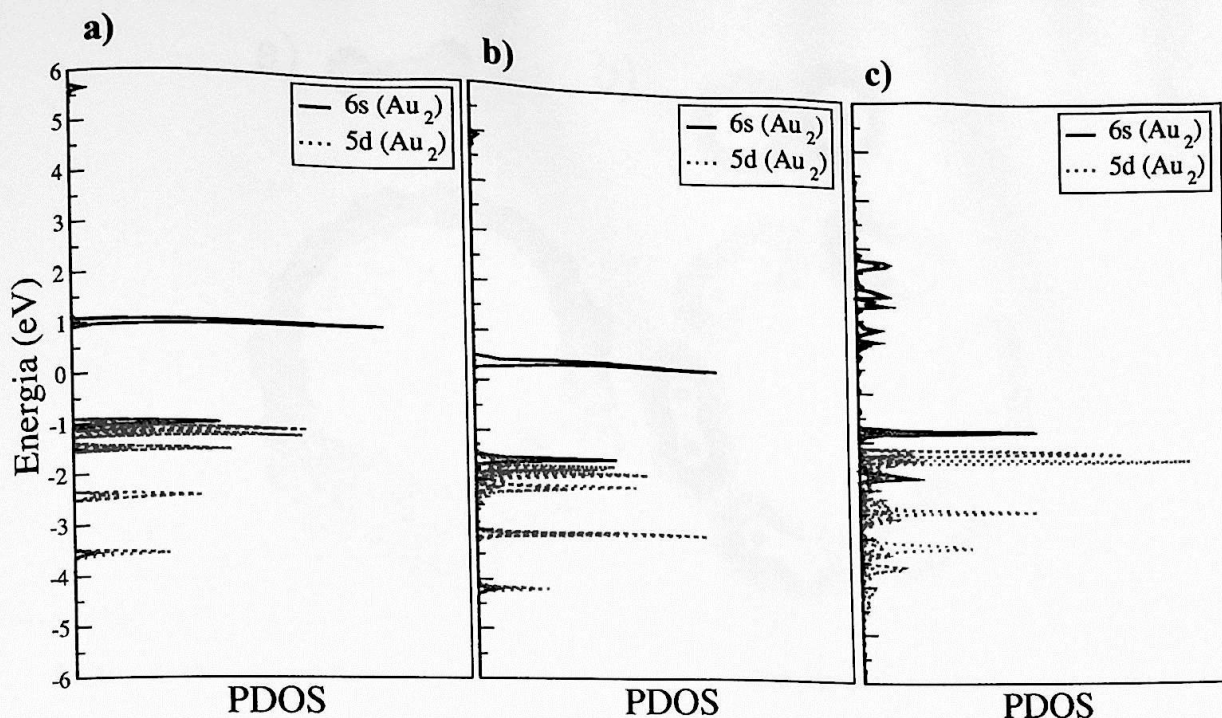 a)
b)
c)
6s (Au2)
5d (Au2)
6s (Au2)
5d (Au2)
6s (Au2)
5d (Au2)
Energia (eV)
6
5
4
3
2
1
0
-1
-2
-3
-4
-5
-6
PDOS
PDOS
PDOS